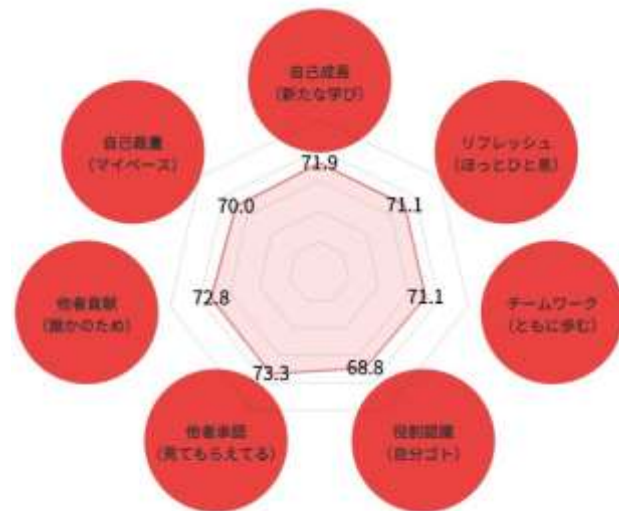 自己成長
(新たな学び)
リフレッシュ
(ほっとひと息)
チームワーク
(ともに歩む)
役割認識
(自分ゴト)
他者承認
(見てもらえてる)
他者貢献
(誰かのため)
自己裁量
(マイペース)
71.9
71.1
71.1
68.8
73.3
72.8
70.0